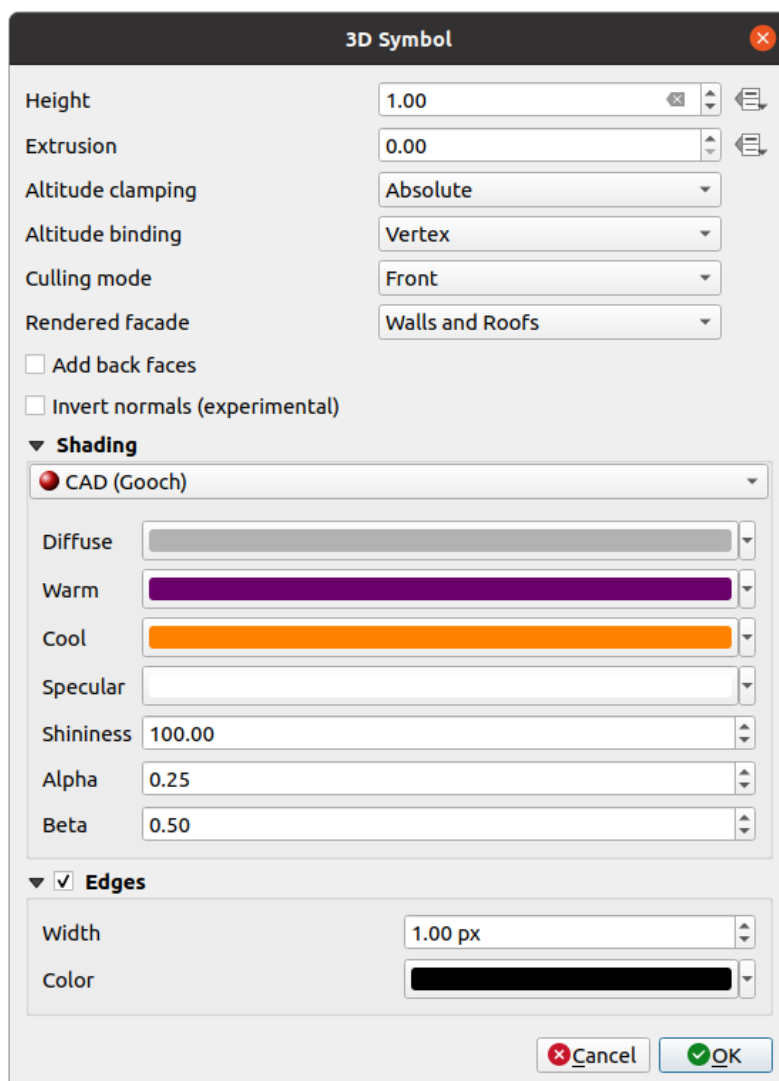 3D Symbol
Height 1.00
Extrusion 0.00
Altitude clamping Absolute
Altitude binding Vertex
Culling mode Front
Rendered facade Walls and Roofs
Add back faces
Invert normals (experimental)
Shading
CAD (Gooch)
Diffuse
Warm
Cool
Specular
Shininess 100.00
Alpha 0.25
Beta 0.50
Edges
Width 1.00 px
Color
Cancel OK